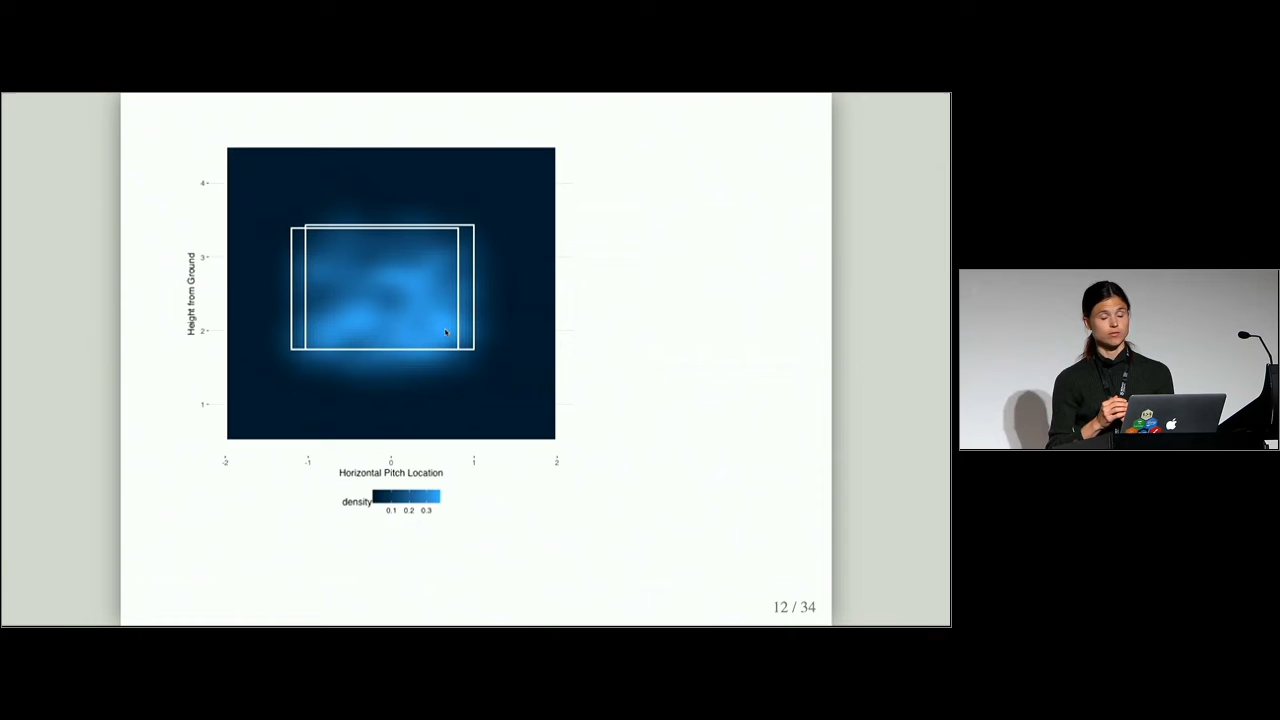 4
3
2
1
Height from Ground
-2 -1 0 1 2
Horizontal Pitch Location
density
0.1 0.2 0.3
12 / 34